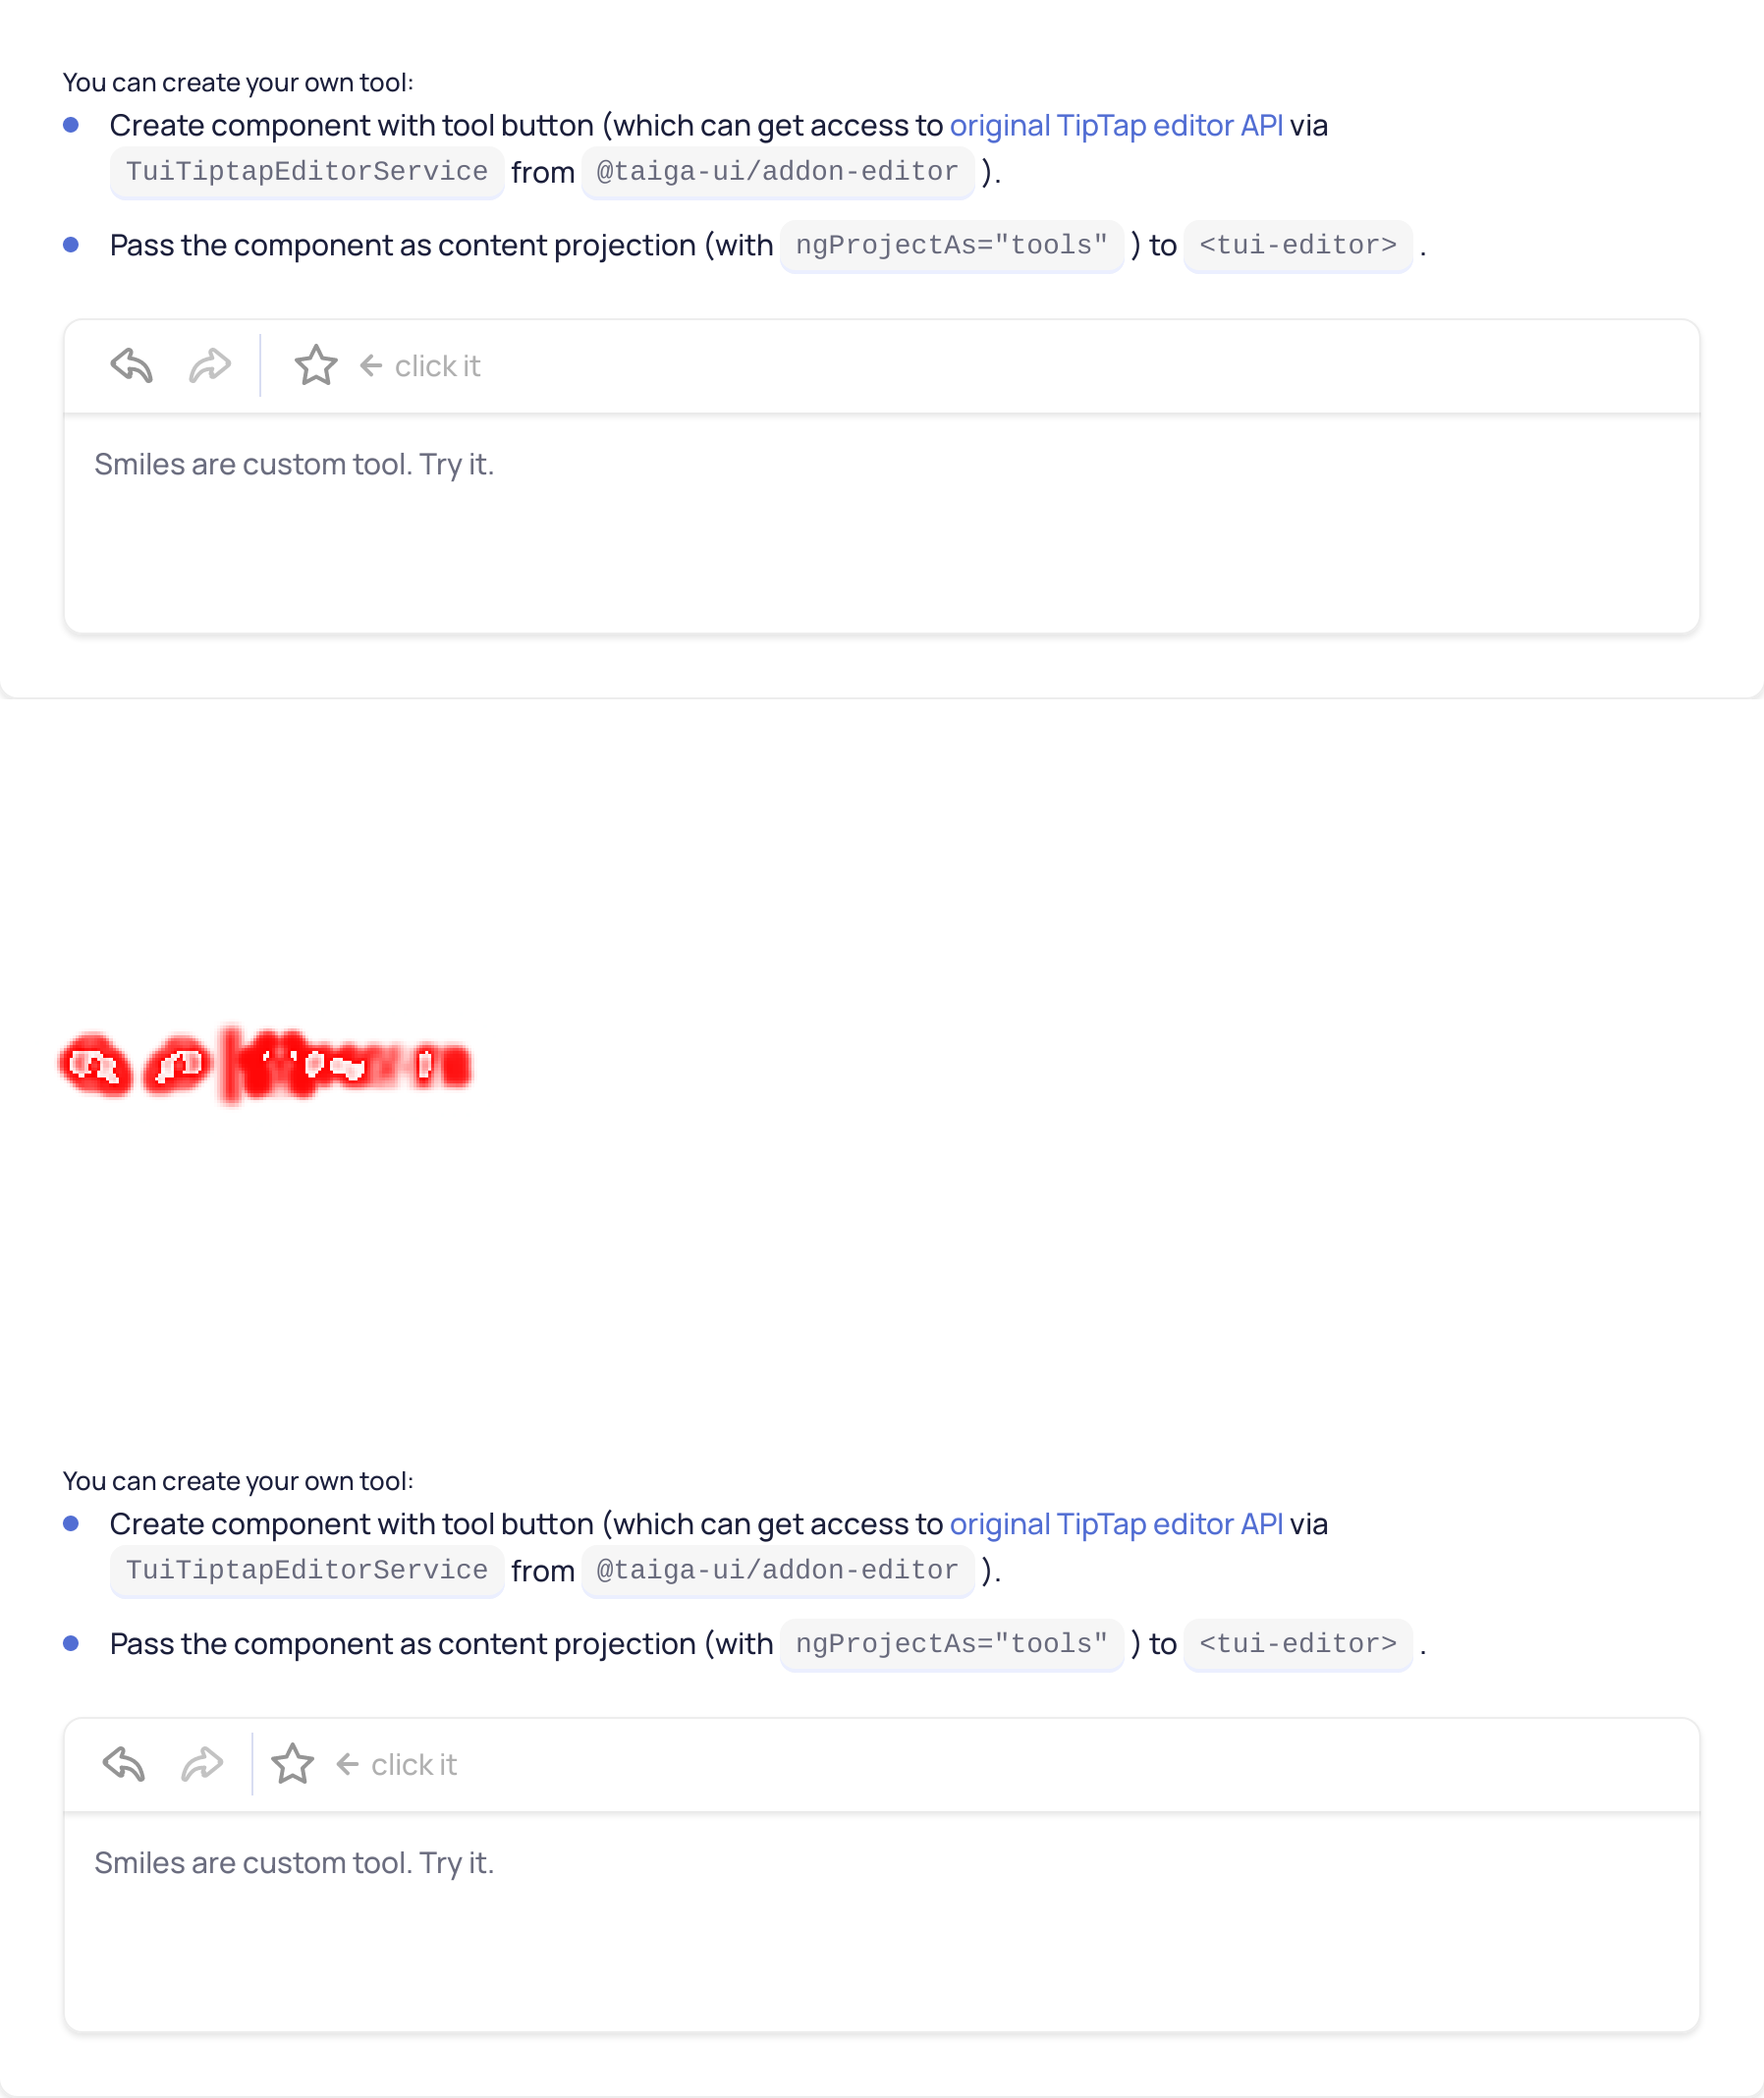 You can create your own tool:
Create component with tool button (which can get access to original TipTap editor API via
TuiTiptapEditorService from @taiga-ui/addon-editor ).
Pass the component as content projection (with ngProjectAs="tools" ) to <tui-editor> .
← click it
Smiles are custom tool. Try it.
You can create your own tool:
Create component with tool button (which can get access to original TipTap editor API via
TuiTiptapEditorService from @taiga-ui/addon-editor ).
Pass the component as content projection (with ngProjectAs="tools" ) to <tui-editor> .
← click it
Smiles are custom tool. Try it.